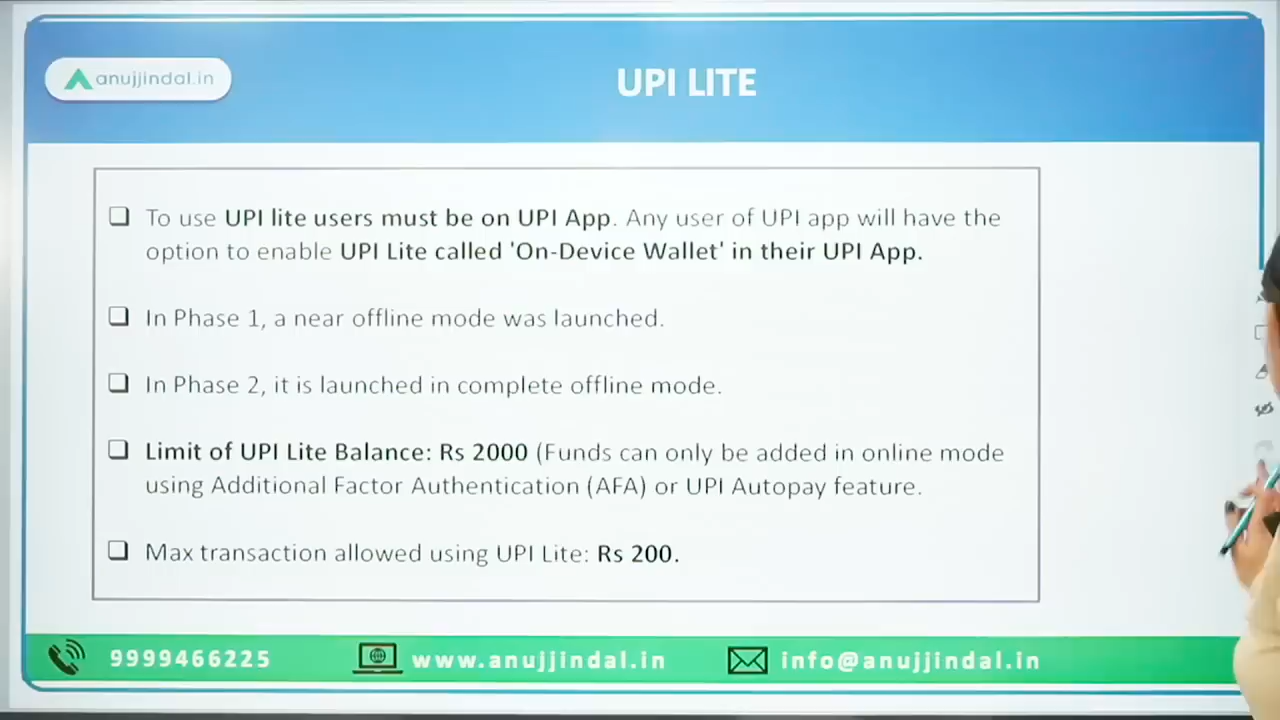 anujjindal.in
UPI LITE
To use UPI lite users must be on UPI App. Any user of UPI app will have the
option to enable UPI Lite called 'On-Device Wallet' in their UPI App.
In Phase 1, a near offline mode was launched.
In Phase 2, it is launched in complete offline mode.
Limit of UPI Lite Balance: Rs 2000 (Funds can only be added in online mode
using Additional Factor Authentication (AFA) or UPI Autopay feature.
Max transaction allowed using UPI Lite: Rs 200.
9999466225 www.anujjindal.in info@anujjindal.in